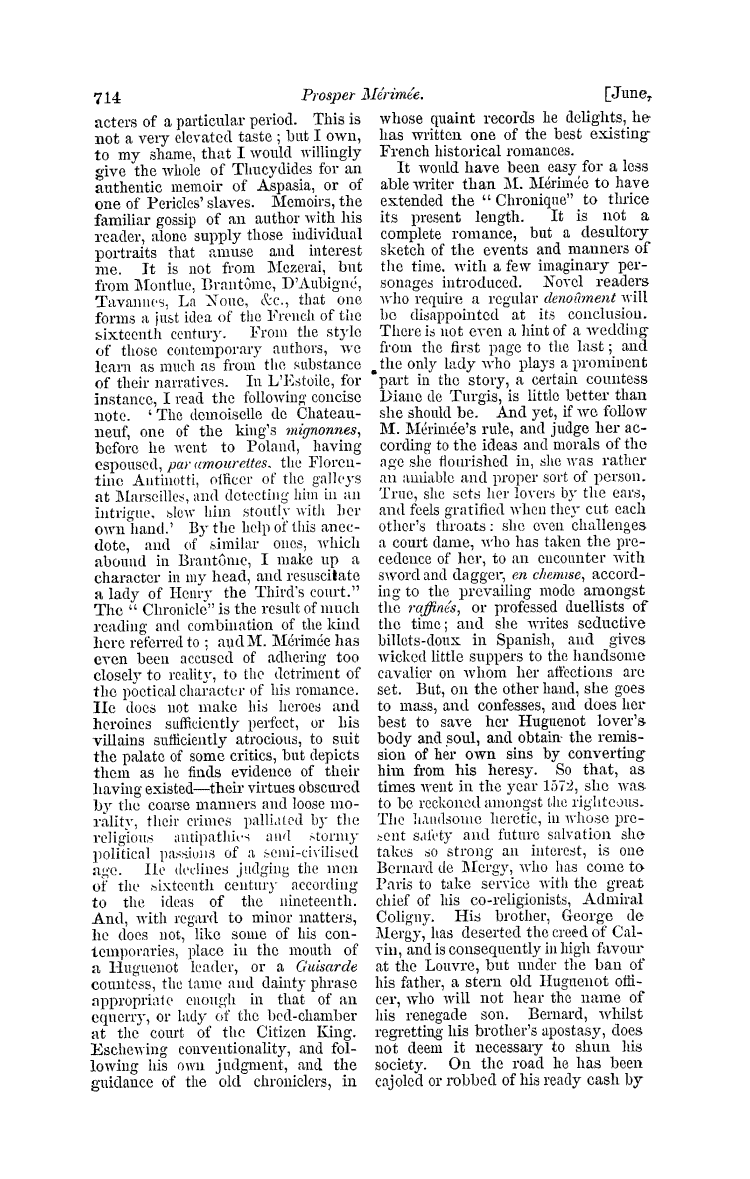 714
Prosper Mérimée.
[June,
acters of a particular period. This is
not a very elevated taste ; but I own,
to my shame, that I would willingly
give the whole of Thucydides for an
authentic memoir of Aspasia, or of
one of Pericles' slaves. Memoirs, the
familiar gossip of an author with his
reader, alone supply those individual
portraits that amuse and interest
me. It is not from Mezerai, but
from Montluc, Brantôme, D'Aubigné,
Tavannes, La Noue, &c., that one
forms a just idea of the French of the
sixteenth century. From the style
of those contemporary authors, we
learn as much as from the substance
of their narratives. In L'Estoile, for
instance, I read the following concise
note. ‘The demoiselle de Chateau-
neuf, one of the king's mignonnes,
before he went to Poland, having
espoused, par amourettes, the Floren-
tine Antinotti, officer of the galleys
at Marseilles, and detecting him in an
intrigue, slew him stoutly with her
own hand.’ By the help of this anec-
dote, and of similar ones, which
abound in Brantôme, I make up a
character in my head, and resuscitate
a lady of Henry the Third's court.”
The “ Chronicle” is the result of much
reading and combination of the kind
here referred to ; and M. Mérimée has
even been accused of adhering too
closely to reality, to the detriment of
the poetical character of his romance.
He does not make his heroes and
heroines sufficiently perfect, or his
villains sufficiently atrocious, to suit
the palate of some critics, but depicts
them as he finds evidence of their
having existed—their virtues obscured
by the coarse manners and loose mo-
rality, their crimes palliated by the
religious antipathies and stormy
political passions of a semi-civilised
age. He declines judging the men
of the sixteenth century according
to the ideas of the nineteenth.
And, with regard to minor matters,
he does not, like some of his con-
temporaries, place in the mouth of
a Huguenot leader, or a Guisarde
countess, the tame and dainty phrase
appropriate enough in that of an
equerry, or lady of the bed-chamber
at the court of the Citizen King.
Eschewing conventionality, and fol-
lowing his own judgment, and the
guidance of the old chroniclers, in
whose quaint records he delights, he
has written one of the best existing
French historical romances.
It would have been easy for a less
able writer than M. Mérimée to have
extended the “ Chronique” to thrice
its present length. It is not a
complete romance, but a desultory
sketch of the events and manners of
the time, with a few imaginary per-
sonages introduced. Novel readers
who require a regular denoûment will
be disappointed at its conclusion.
There is not even a hint of a wedding
from the first page to the last ; and
the only lady who plays a prominent
part in the story, a certain countess
Diane de Turgis, is little better than
she should be. And yet, if we follow
M. Mérimée's rule, and judge her ac-
cording to the ideas and morals of the
age she flourished in, she was rather
an amiable and proper sort of person.
True, she sets her lovers by the ears,
and feels gratified when they cut each
other's throats : she even challenges
a court dame, who has taken the pre-
cedence of her, to an encounter with
sword and dagger, en chemise, accord-
ing to the prevailing mode amongst
the raffinés, or professed duellists of
the time ; and she writes seductive
billets-doux in Spanish, and gives
wicked little suppers to the handsome
cavalier on whom her affections are
set. But, on the other hand, she goes
to mass, and confesses, and does her
best to save her Huguenot lover's
body and soul, and obtain the remis-
sion of her own sins by converting
him from his heresy. So that, as
times went in the year 1572, she was
to be reckoned amongst the righteous.
The handsome heretic, in whose pre-
sent safety and future salvation she
takes so strong an interest, is one
Bernard de Mergy, who has come to
Paris to take service with the great
chief of his co-religionists, Admiral
Coligny. His brother, George de
Mergy, has deserted the creed of Cal-
vin, and is consequently in high favour
at the Louvre, but under the ban of
his father, a stern old Huguenot offi-
cer, who will not hear the name of
his renegade son. Bernard, whilst
regretting his brother's apostasy, does
not deem it necessary to shun his
society. On the road he has been
cajoled or robbed of his ready cash by